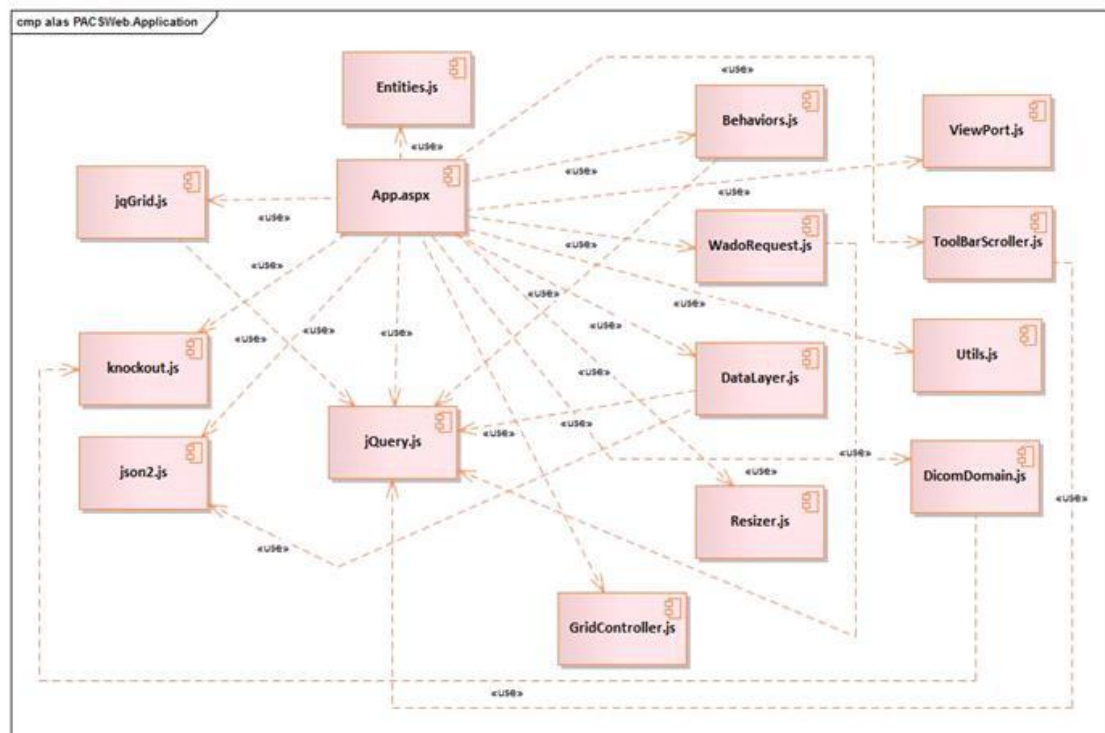 cmp alas PACSWeb.Application
Entities.js
«use»
Behaviors.js
ViewPort.js
«use»
App.aspx
«use»
jqGrid.js
«use»
«use»
WadoRequest.js
ToolBarScroller.js
«use»
«use»
«use»
«use»
«use»
«use»
«use»
«use»
Utils.js
knockout.js
«use»
DataLayer.js
«use»
jQuery.js
«use»
«use»
json2.js
«use»
DicomDomain.js
«use»
«use»
Resizer.js
«use»
GridController.js
«use»